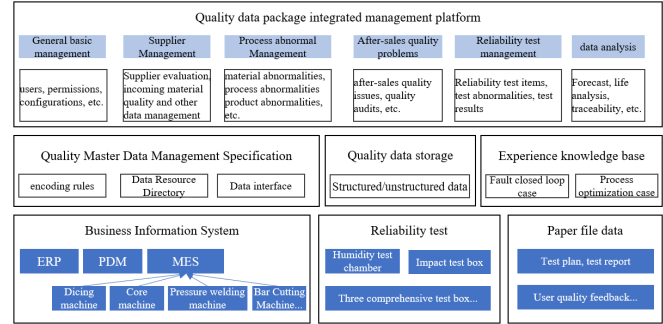 Quality data package integrated management platform
General basic
management
Supplier
Management
Process abnormal
Management
After-sales quality
problems
Reliability test
management
data analysis
users, permissions,
configurations, etc.
Supplier evaluation,
incoming material
quality and other
data management
material abnormalities,
process abnormalities
product abnormalities,
etc.
after-sales quality
issues, quality
audits, etc.
Reliability test items,
test abnormalities, test
results
Forecast, life
analysis,
traceability, etc.
Quality Master Data Management Specification
encoding rules
Data Resource
Directory
Data interface
Quality data storage
Structured/unstructured data
Experience knowledge base
Fault closed loop
case
Process
optimization case
Business Information System
ERP
PDM
MES
Dicing
machine
Core
machine
Pressure welding
machine
Bar Cutting
Machine...
Reliability test
Humidity test
chamber
Impact test box
Three comprehensive test box...
Paper file data
Test plan, test report
User quality feedback...